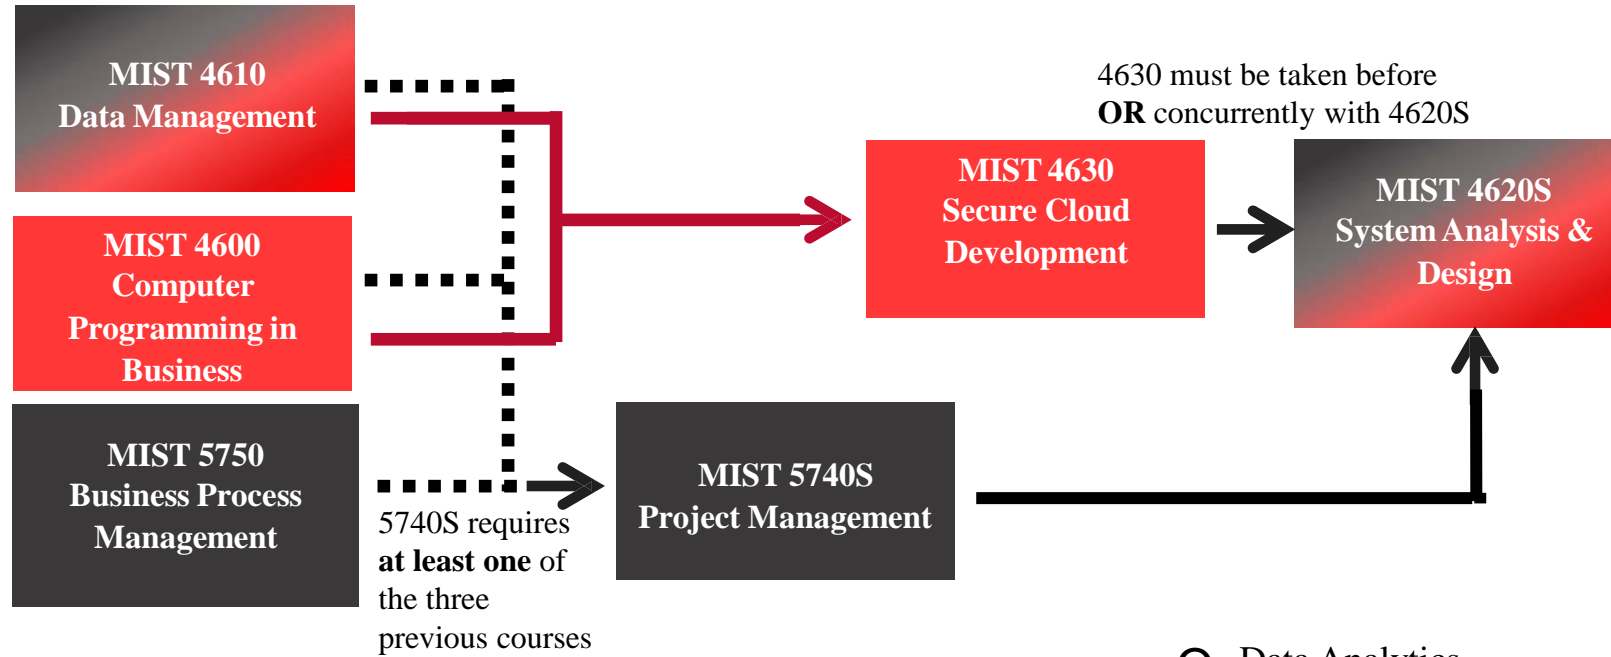 MIST 4610
Data Management
4630 must be taken before
OR concurrently with 4620S
MIST 4630
Secure Cloud
Development
MIST 4620S
System Analysis &
Design
MIST 4600
Computer
Programming in
Business
MIST 5750
Business Process
Management
MIST 5740S
Project Management
5740S requires
at least one of
the three
previous courses
Data Analytics